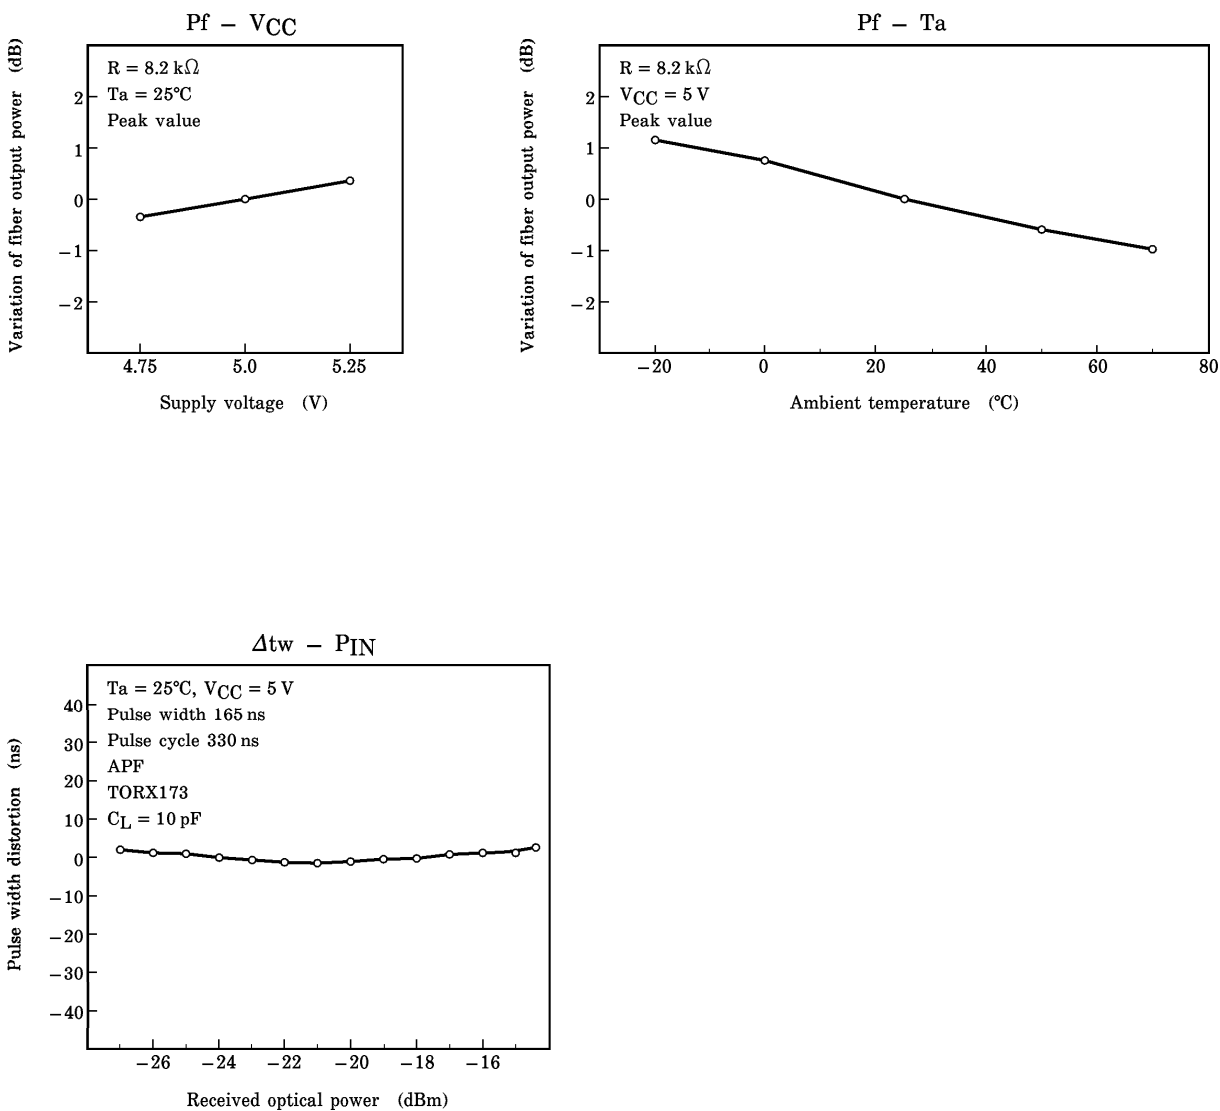 Pf − VCC
Variation of fiber output power (dB)
R = 8.2 kΩ
Ta = 25°C
Peak value
2
1
0
−1
−2
4.75 5.0 5.25
Supply voltage (V)
Pf − Ta
Variation of fiber output power (dB)
R = 8.2 kΩ
VCC = 5 V
Peak value
2
1
0
−1
−2
−20 0 20 40 60 80
Ambient temperature (°C)
Δtw − PIN
Pulse width distortion (ns)
Ta = 25°C, VCC = 5 V
Pulse width 165 ns
Pulse cycle 330 ns
APF
TORX173
CL = 10 pF
40
30
20
10
0
−10
−20
−30
−40
−26 −24 −22 −20 −18 −16
Received optical power (dBm)